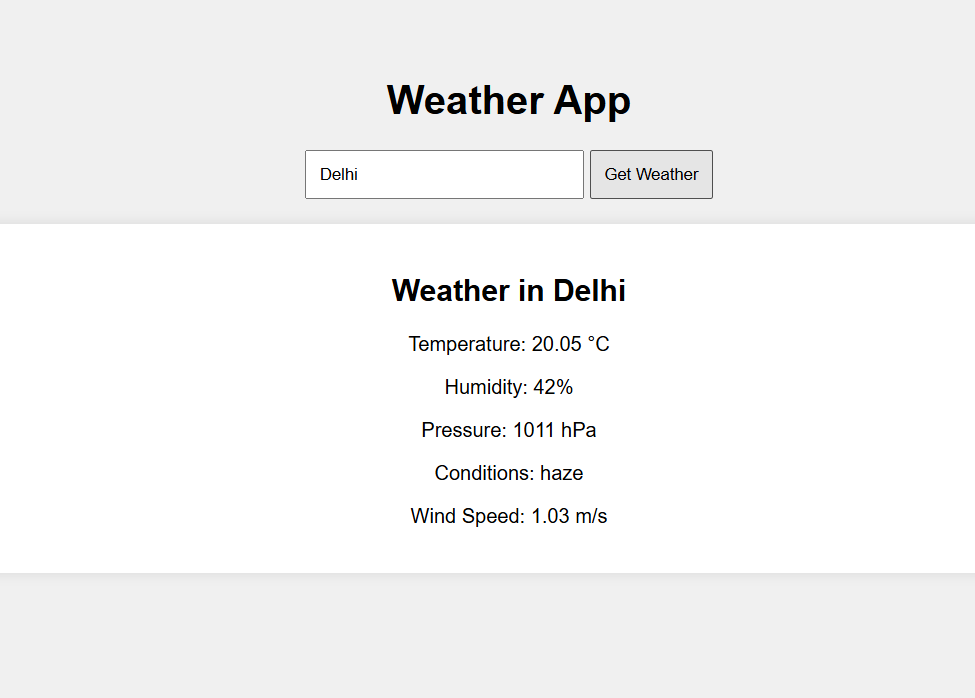 Weather App
Delhi Get Weather
Weather in Delhi
Temperature: 20.05 °C
Humidity: 42%
Pressure: 1011 hPa
Conditions: haze
Wind Speed: 1.03 m/s